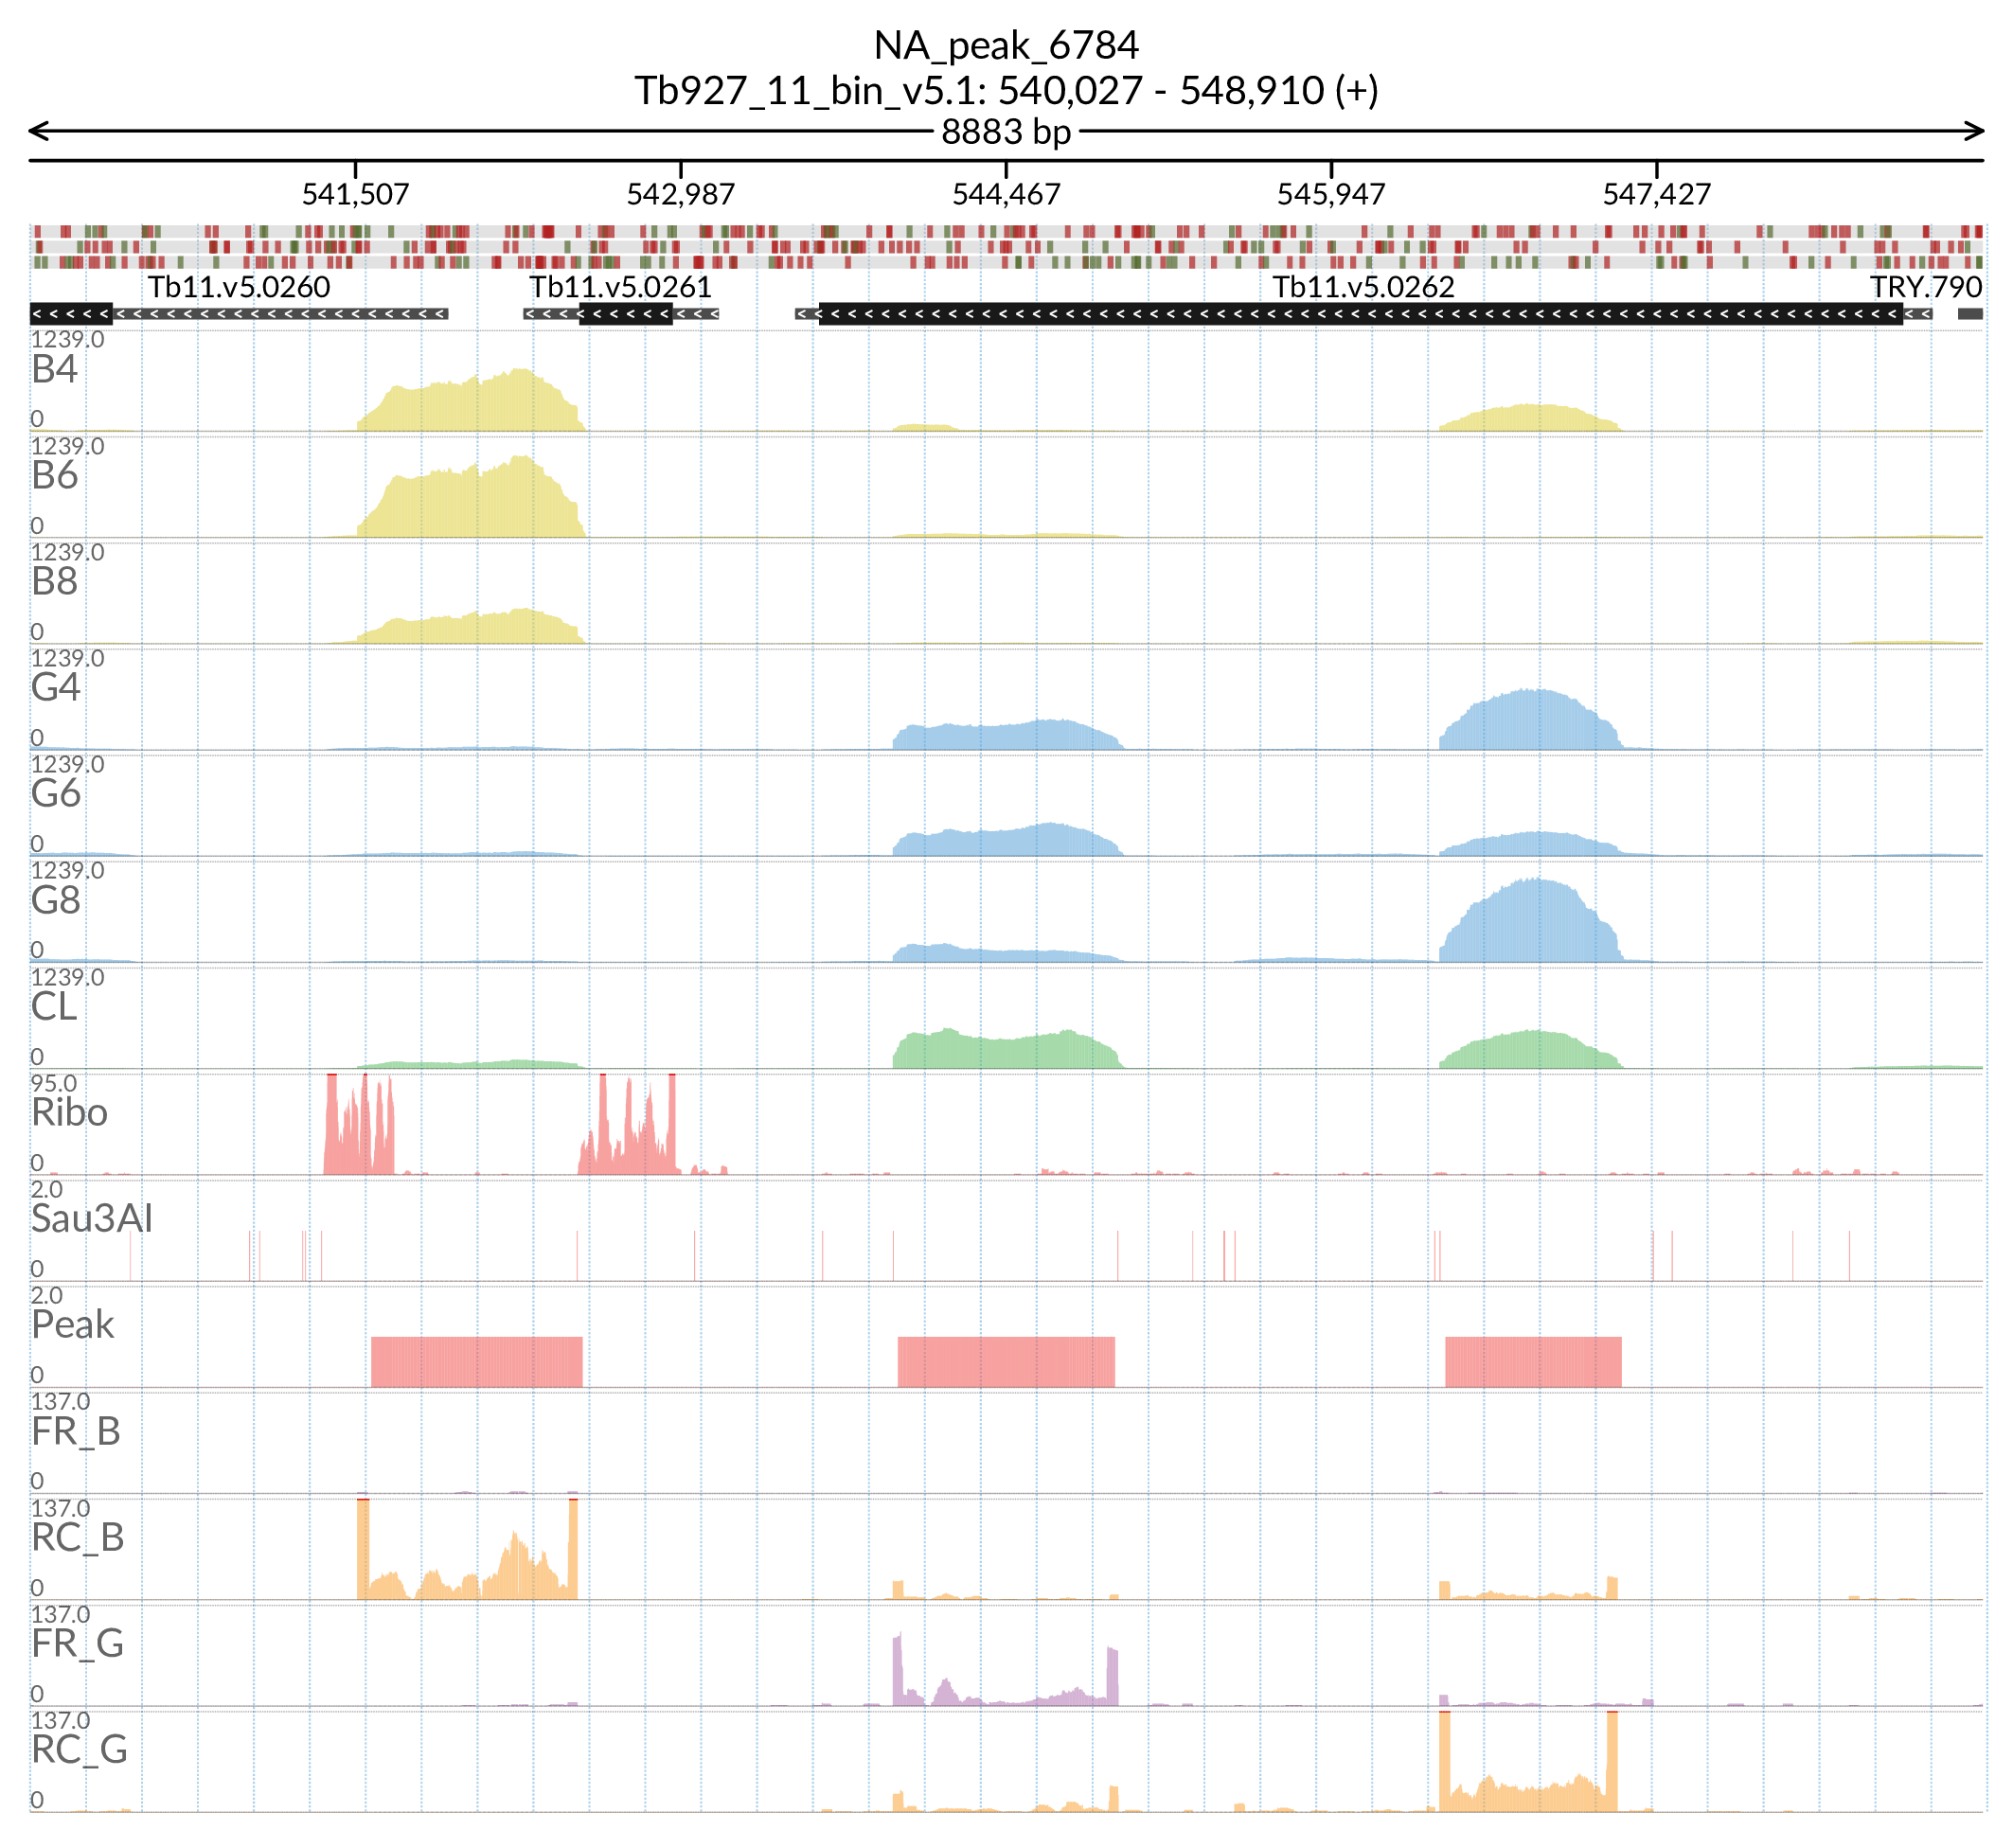 NA_peak_6784
Tb927_11_bin_v5.1: 540,027 - 548,910 (+)
8883 bp
541,507 542,987 544,467 545,947 547,427
Tb11.v5.0260 Tb11.v5.0261 Tb11.v5.0262 TRY.790
1239.0
B4
0
1239.0
B6
0
1239.0
B8
0
1239.0
G4
0
1239.0
G6
0
1239.0
G8
0
1239.0
CL
0
95.0
Ribo
0
2.0
Sau3AI
0
2.0
Peak
0
137.0
FR_B
0
137.0
RC_B
0
137.0
FR_G
0
137.0
RC_G
0